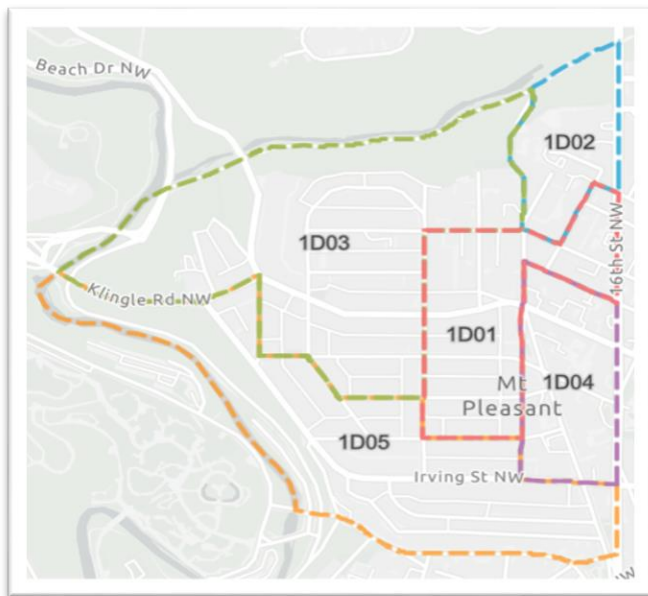 Beach Dr NW
1D02
1D03
16th St NW
Klingle Rd NW
1D01
Mt
Pleasant
1D04
1D05
Irving St NW